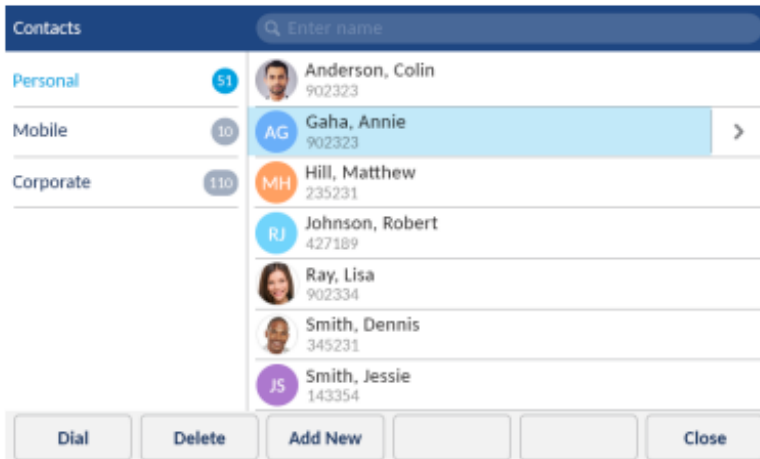 Contacts
Enter name
Personal 51
Mobile 10
Corporate 110
Anderson, Colin
902323
AG
Gaha, Annie
902323
MH
Hill, Matthew
235231
RJ
Johnson, Robert
427189
Ray, Lisa
902334
Smith, Dennis
345231
JS
Smith, Jessie
143354
Dial Delete Add New Close